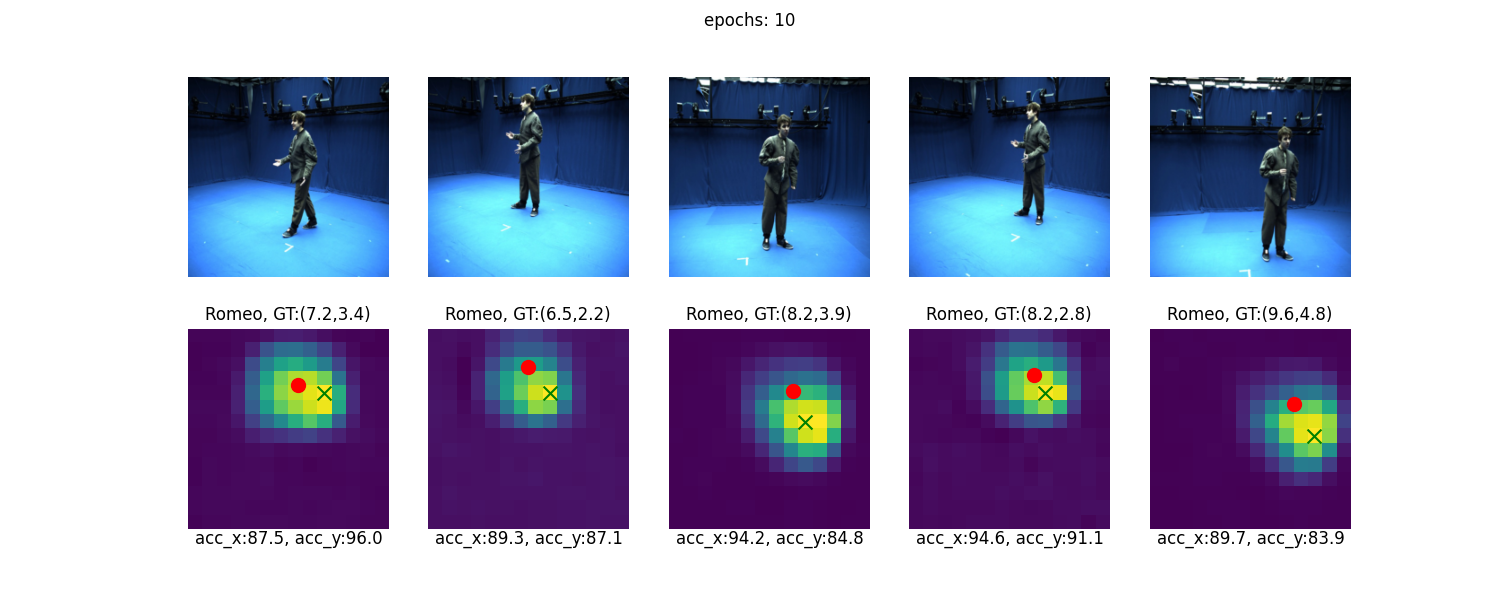 epochs: 10
Romeo, GT:(7.2,3.4)
Romeo, GT:(6.5,2.2)
Romeo, GT:(8.2,3.9)
Romeo, GT:(8.2,2.8)
Romeo, GT:(9.6,4.8)
acc_x:87.5, acc_y:96.0
acc_x:89.3, acc_y:87.1
acc_x:94.2, acc_y:84.8
acc_x:94.6, acc_y:91.1
acc_x:89.7, acc_y:83.9